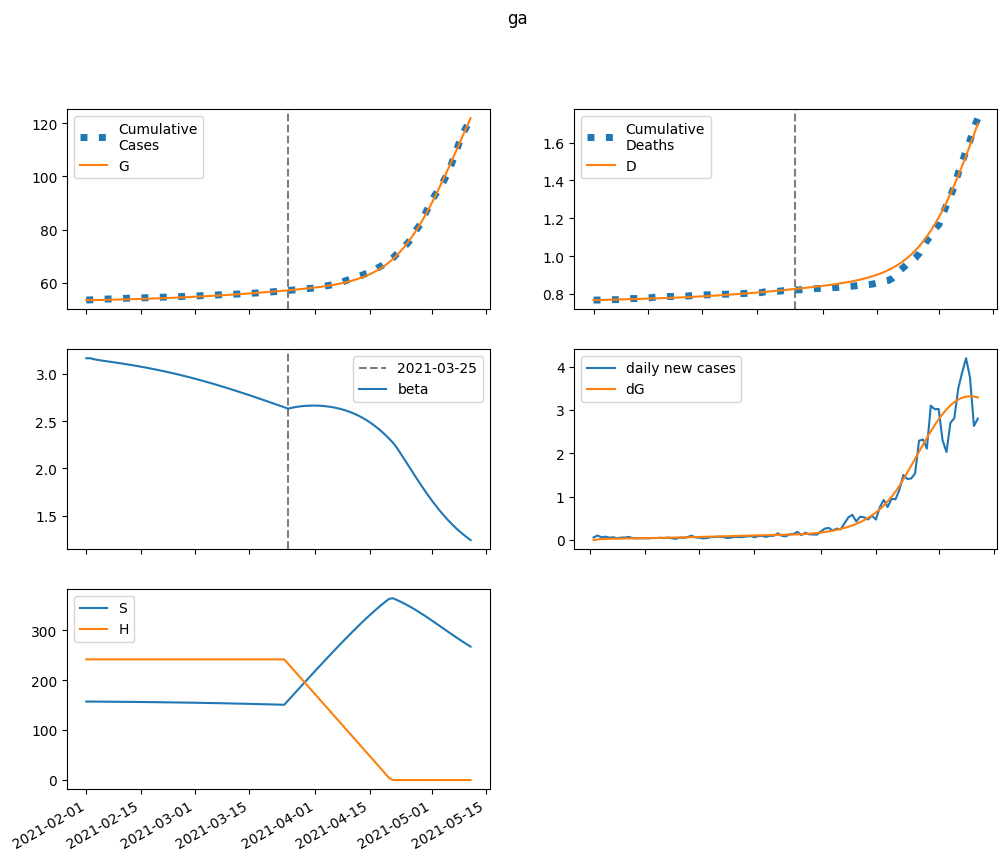 ga
120
100
80
60
Cumulative
Cases
G
1.6
1.4
1.2
1.0
0.8
Cumulative
Deaths
D
3.0
2.5
2.0
1.5
2021-03-25
beta
4
3
2
1
0
daily new cases
dG
300
200
100
0
S
H
2021-02-01
2021-02-15
2021-03-01
2021-03-15
2021-04-01
2021-04-15
2021-05-01
2021-05-15